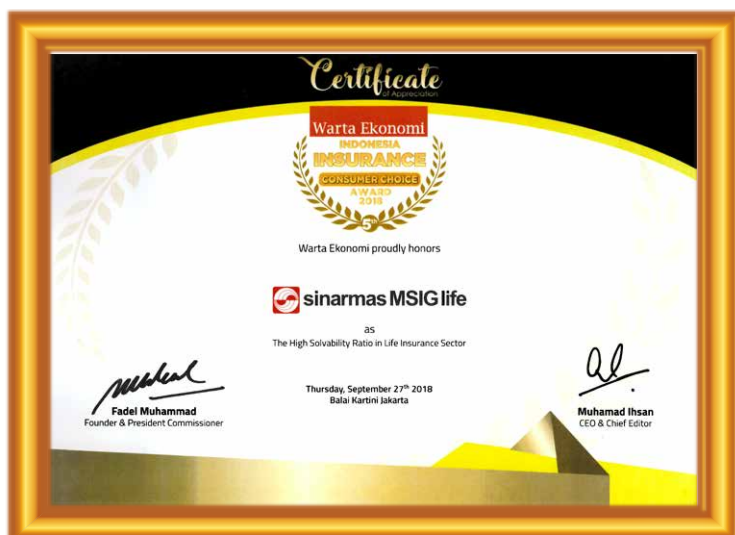 Certificate
of Appreciation
Warta Ekonomi
INDONESIA
INSURANCE
CONSUMER CHOICE
AWARD
2018
5th
Warta Ekonomi proudly honors
sinarmas MSIG life
as
The High Solvability Ratio in Life Insurance Sector
Thursday, September 27th 2018
Balai Kartini Jakarta
Fadel Muhammad
Founder & President Commissioner
Muhamad Ihsan
CEO & Chief Editor